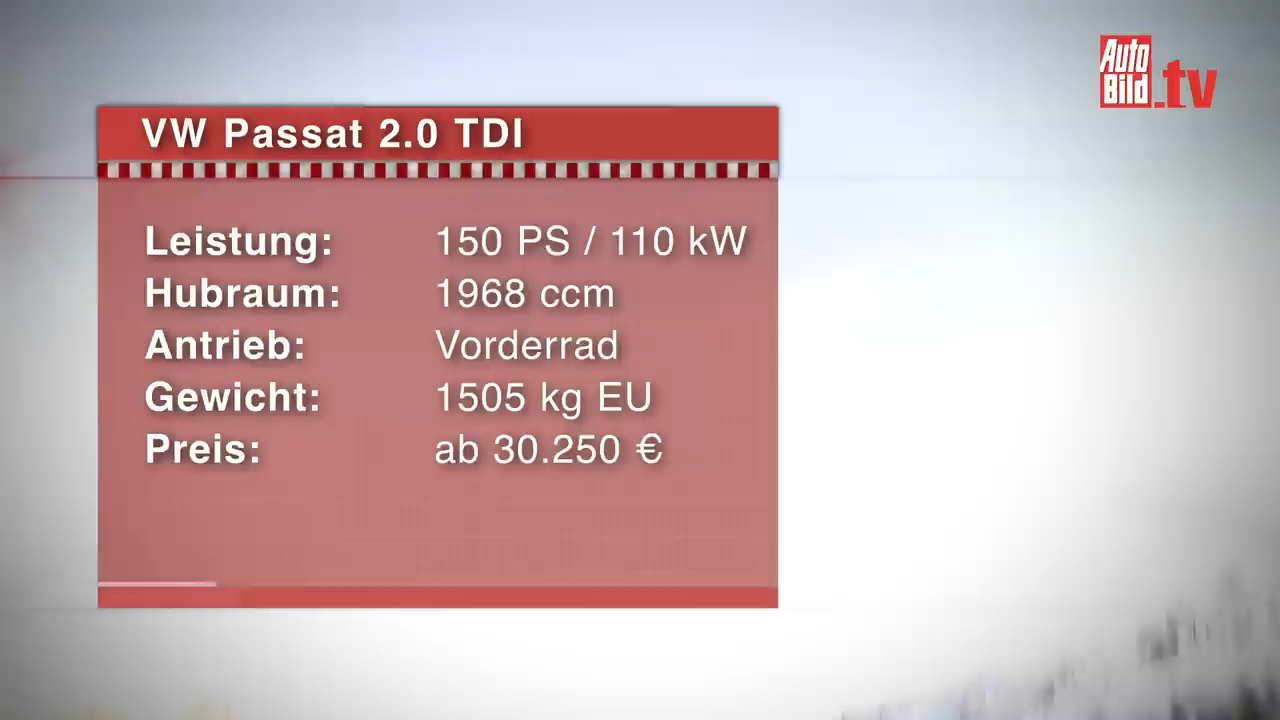 Auto
Bild.tv
VW Passat 2.0 TDI
Leistung: 150 PS / 110 kW
Hubraum: 1968 ccm
Antrieb: Vorderrad
Gewicht: 1505 kg EU
Preis: ab 30.250 €